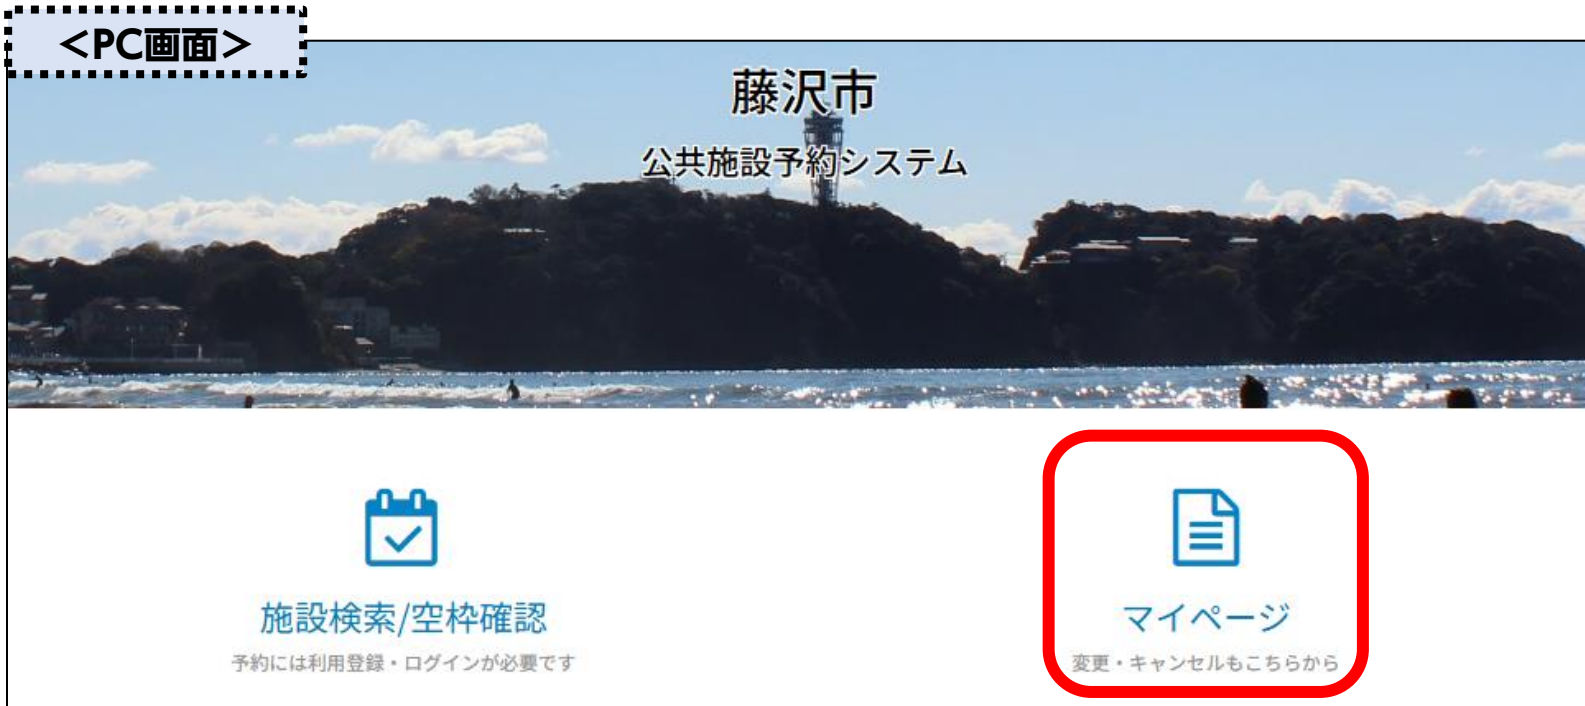 <PC画面>
藤沢市
公共施設予約システム
施設検索/空枠確認
予約には利用登録・ログインが必要です
マイページ
変更・キャンセルもこちらから